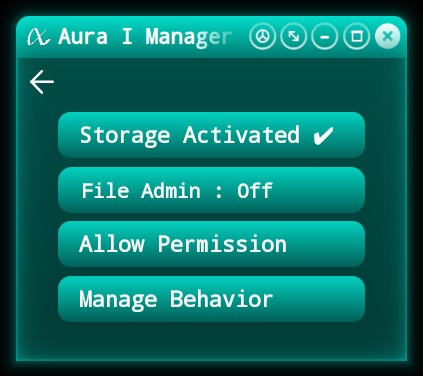 α Aura I Manager
Storage Activated ✔
File Admin : Off
Allow Permission
Manage Behavior